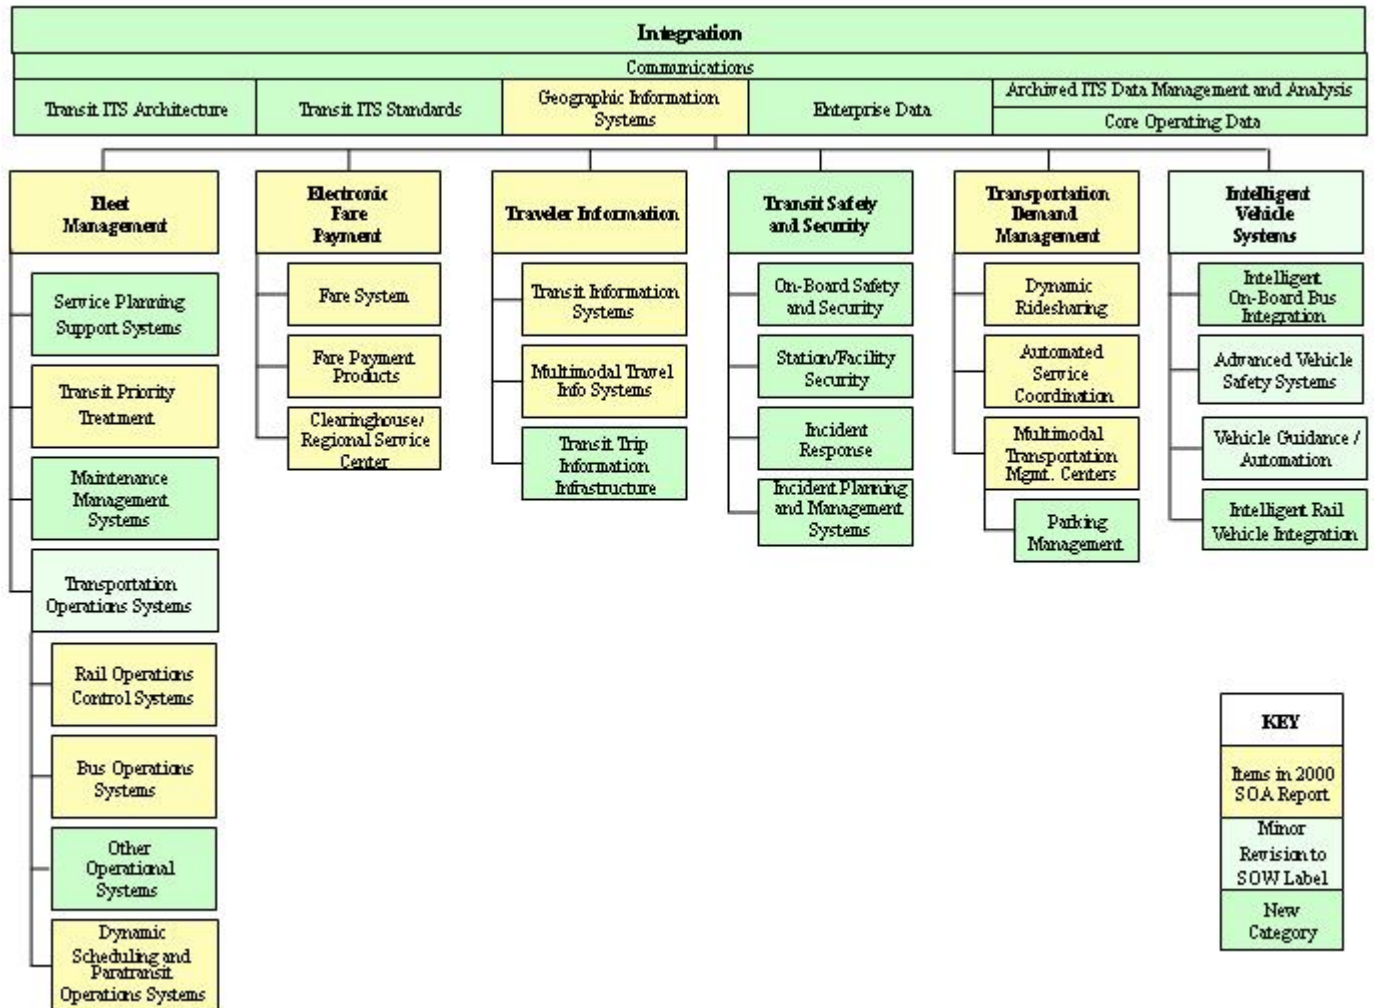 Integration
Communications
Transit ITS Architecture
Transit ITS Standards
Geographic Information
Systems
Enterprise Data
Archived ITS Data Management and Analysis
Core Operating Data
Fleet
Management
Service Planning
Support Systems
Transit Priority
Treatment
Maintenance
Management
Systems
Transportation
Operations Systems
Rail Operations
Control Systems
Bus Operations
Systems
Other
Operational
Systems
Dynamic
Scheduling and
Paratransit
Operations Systems
Electronic
Fare
Payment
Fare System
Fare Payment
Products
Clearinghouse/
Regional Service
Center
Traveler Information
Transit Information
Systems
Multimodal Travel
Info Systems
Transit Trip
Information
Infrastructure
Transit Safety
and Security
On-Board Safety
and Security
Station/Facility
Security
Incident
Response
Incident Planning
and Management
Systems
Transportation
Demand
Management
Dynamic
Ridesharing
Automated
Service
Coordination
Multimodal
Transportation
Mgmt. Centers
Parking
Management
Intelligent
Vehicle
Systems
Intelligent
On-Board Bus
Integration
Advanced Vehicle
Safety Systems
Vehicle Guidance /
Automation
Intelligent Rail
Vehicle Integration
KEY
Items in 2000
SOA Report
Minor
Revision to
SOW Label
New
Category